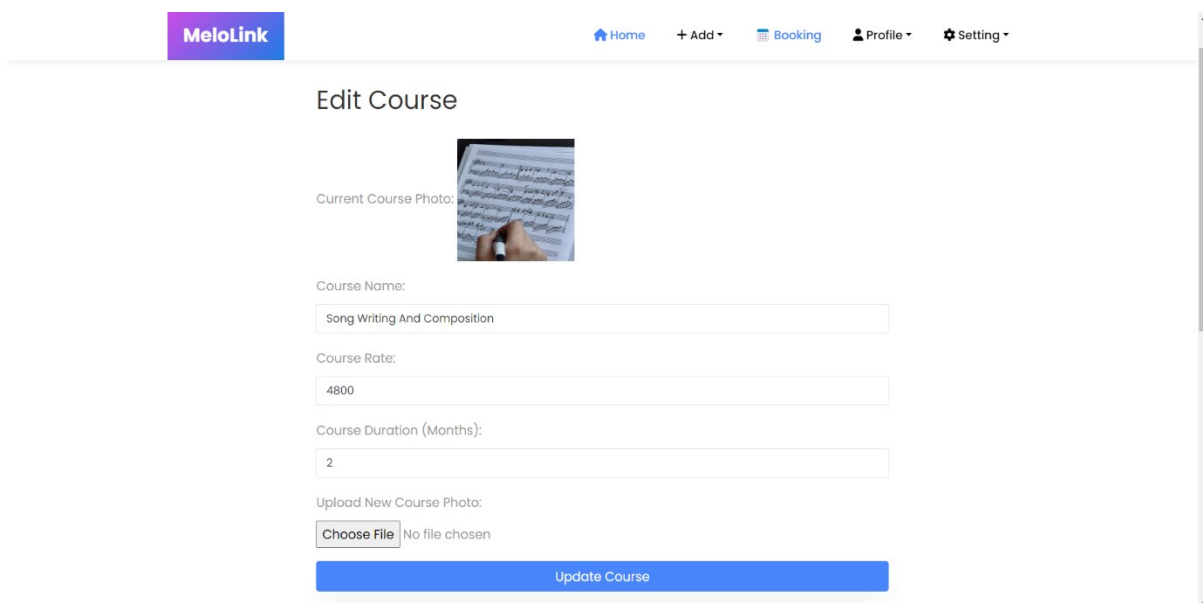 MeloLink
Home + Add Booking Profile Setting
Edit Course
Current Course Photo:
Course Name:
Song Writing And Composition
Course Rate:
4800
Course Duration (Months):
2
Upload New Course Photo:
Choose File No file chosen
Update Course